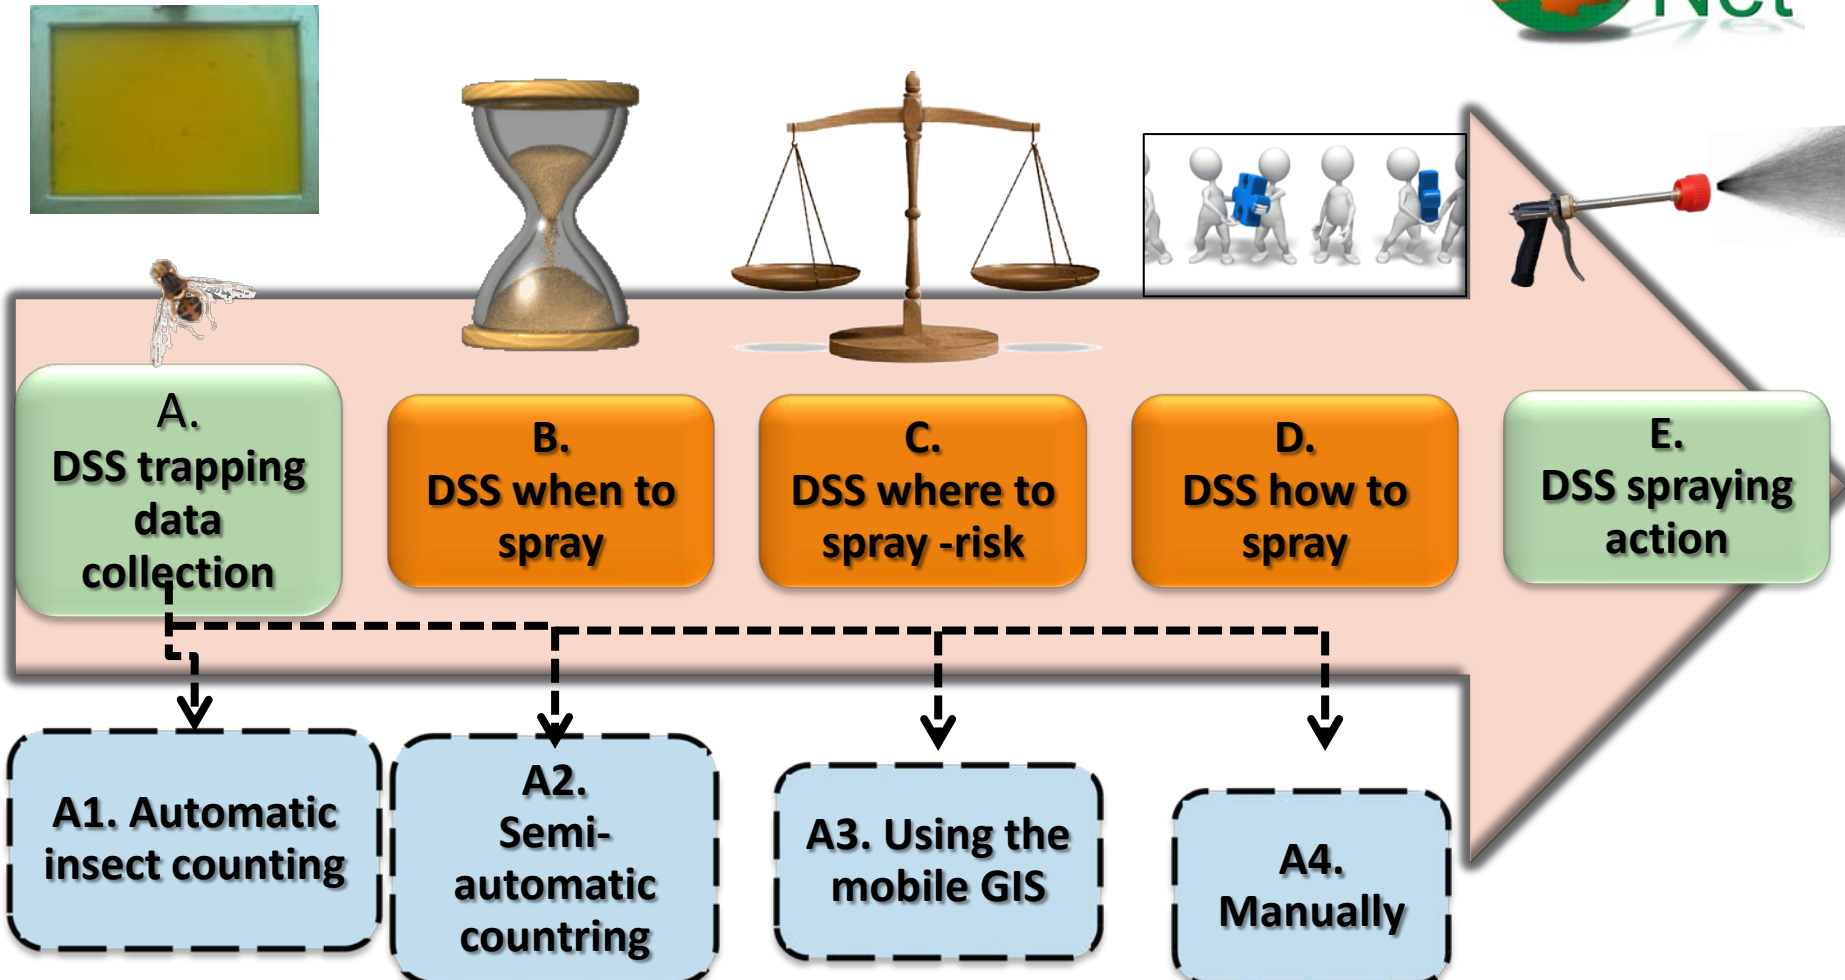 Net
A.
DSS trapping
data
collection
B.
DSS when to
spray
C.
DSS where to
spray -risk
D.
DSS how to
spray
E.
DSS spraying
action
A1. Automatic
insect counting
A2.
Semi-
automatic
countring
A3. Using the
mobile GIS
A4.
Manually